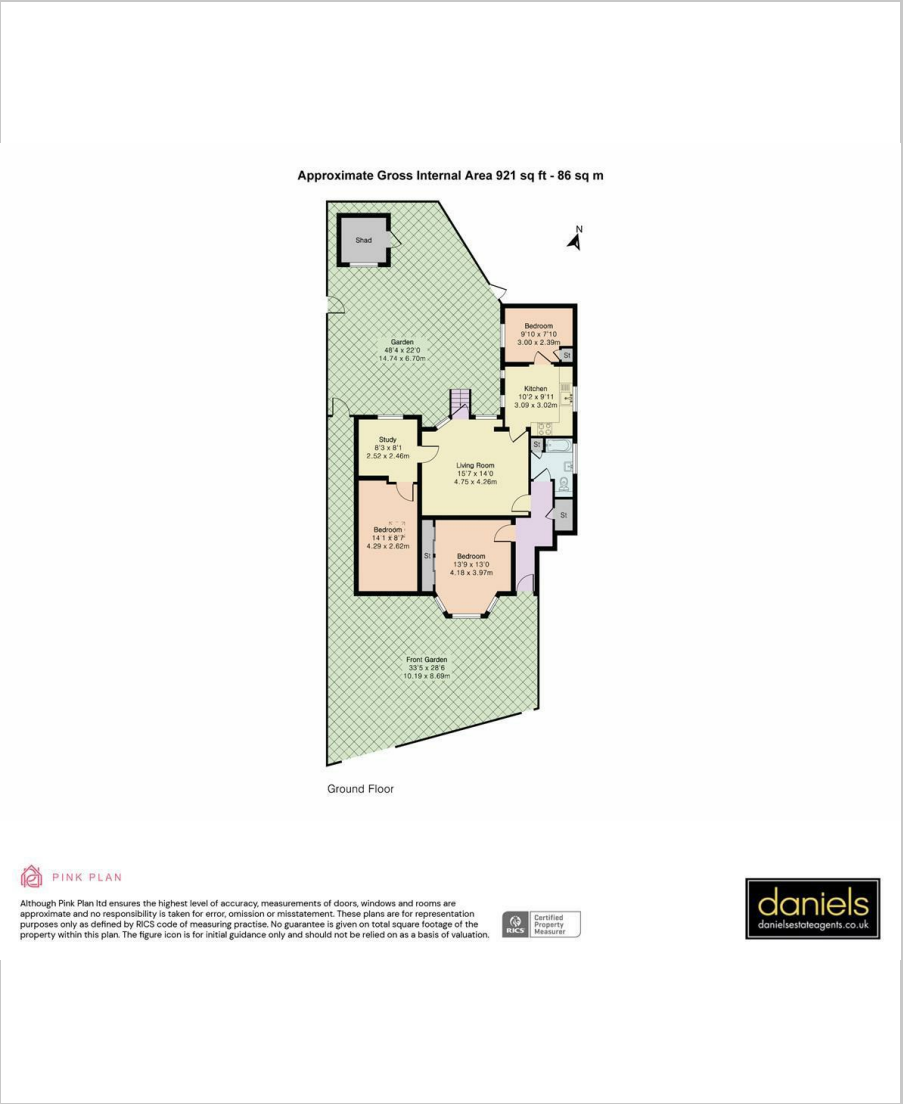 Approximate Gross Internal Area 921 sq ft - 86 sq m
N
Shad
Garden
48'4 x 22'0
14.74 x 6.70m
Bedroom
9'10 x 7'10
3.00 x 2.39m
St
Kitchen
10'2 x 9'11
3.09 x 3.02m
Study
8'3 x 8'1
2.52 x 2.46m
Living Room
15'7 x 14'0
4.75 x 4.26m
St
St
Bedroom
14'1 x 8'7
4.29 x 2.62m
St
Bedroom
13'9 x 13'0
4.18 x 3.97m
Front Garden
33'5 x 28'6
10.19 x 8.69m
Ground Floor
PINK PLAN
Although Pink Plan ltd ensures the highest level of accuracy, measurements of doors, windows and rooms are
approximate and no responsibility is taken for error, omission or misstatement. These plans are for representation
purposes only as defined by RICS code of measuring practise. No guarantee is given on total square footage of the
property within this plan. The figure icon is for initial guidance only and should not be relied on as a basis of valuation.
RICS
Certified
Property
Measurer
daniels
danielsestateagents.co.uk